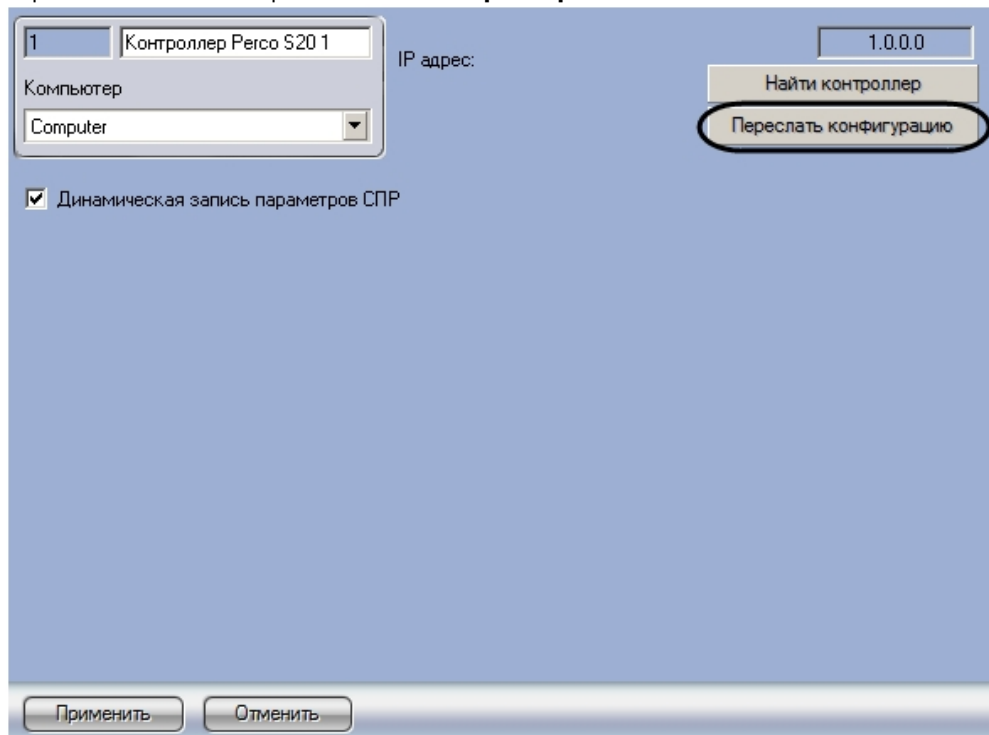 1
Контроллер Perco S20 1
Компьютер
Computer
IP адрес:
1.0.0.0
Найти контроллер
Переслать конфигурацию
Динамическая запись параметров СПР
Применить
Отменить